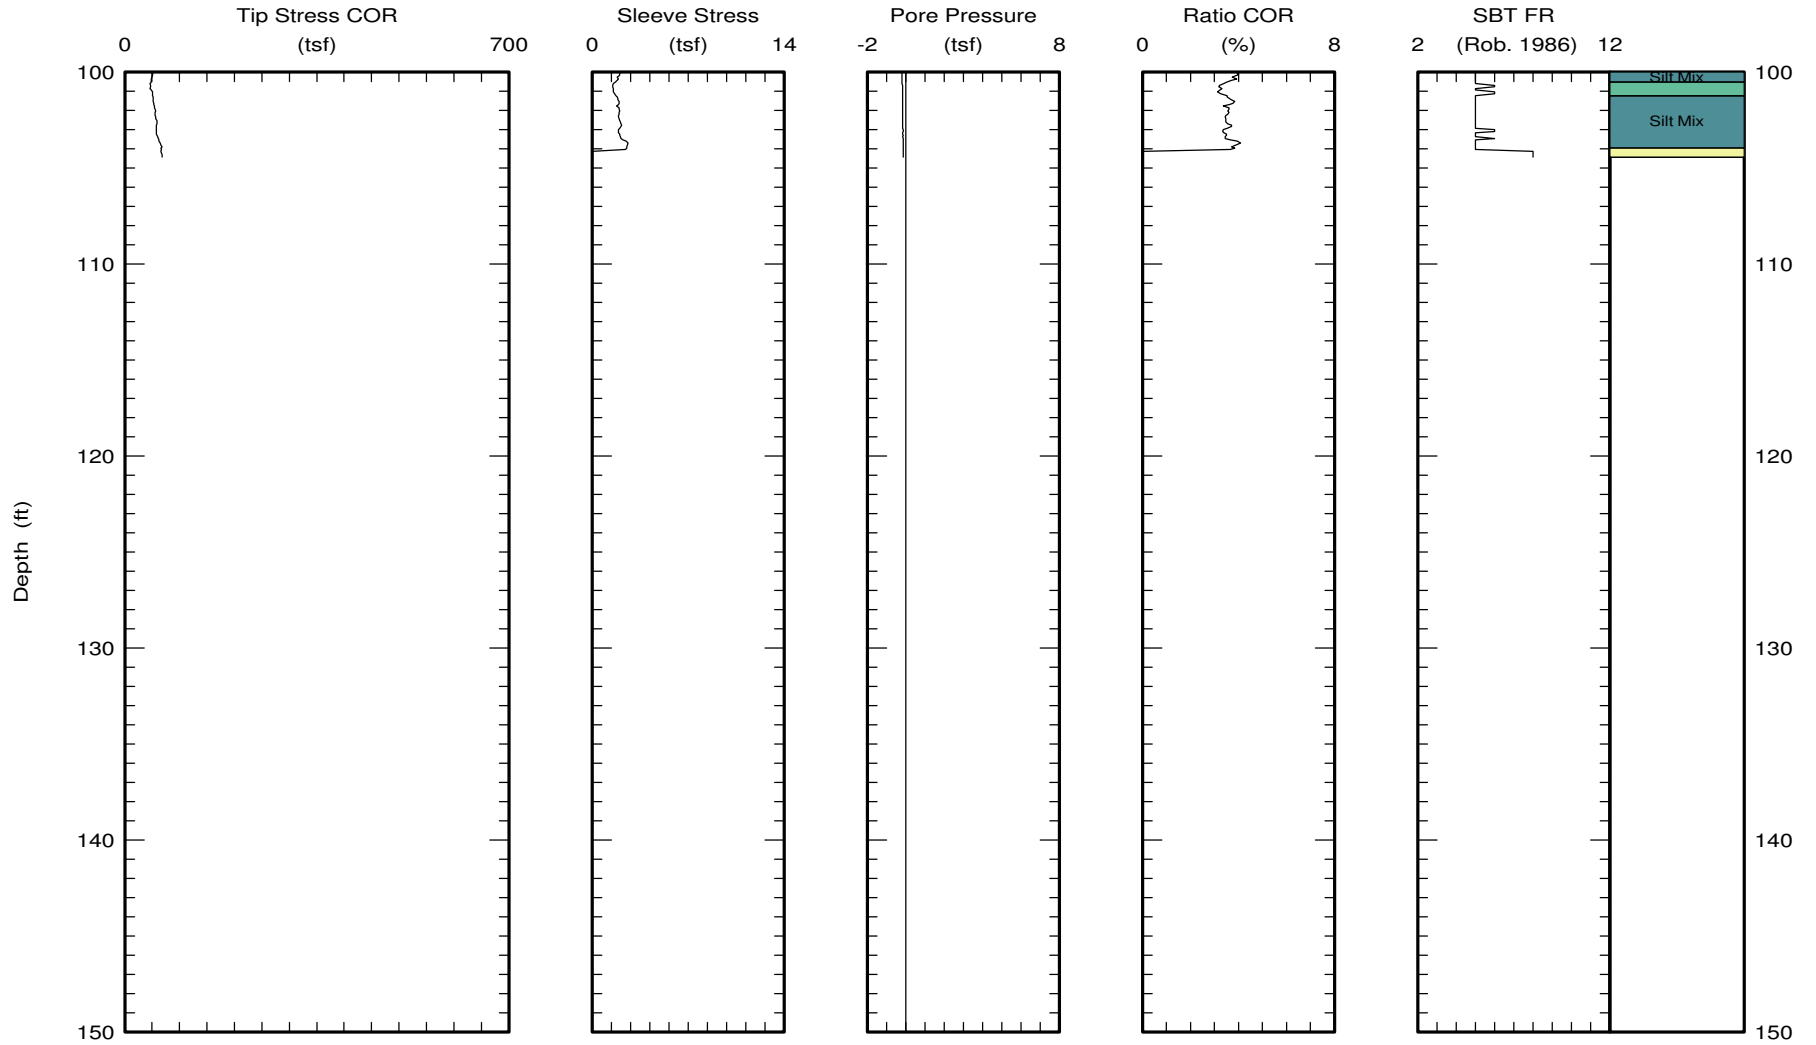 Tip Stress COR
0 (tsf) 700
Sleeve Stress
0 (tsf) 14
Pore Pressure
-2 (tsf) 8
Ratio COR
0 (%) 8
SBT FR
2 (Rob. 1986) 12
100
110
120
130
140
150
Depth (ft)
Silt Mix
Silt Mix
100
110
120
130
140
150